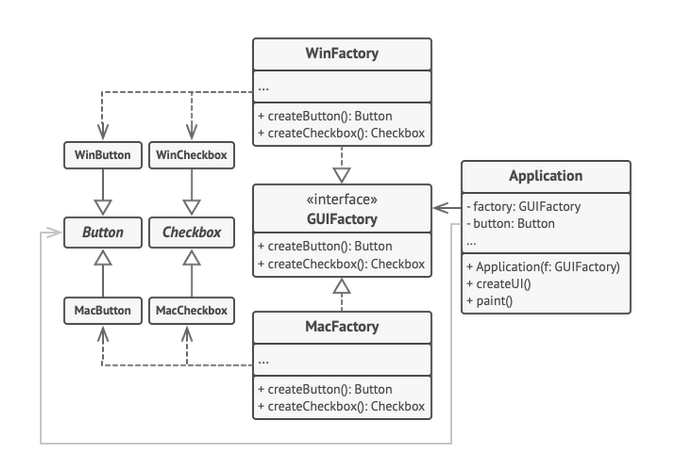 WinFactory
...
+ createButton(): Button
+ createCheckbox(): Checkbox
WinButton
WinCheckbox
Button
Checkbox
MacButton
MacCheckbox
«interface»
GUIFactory
+ createButton(): Button
+ createCheckbox(): Checkbox
Application
- factory: GUIFactory
- button: Button
...
+ Application(f: GUIFactory)
+ createUI()
+ paint()
MacFactory
...
+ createButton(): Button
+ createCheckbox(): Checkbox